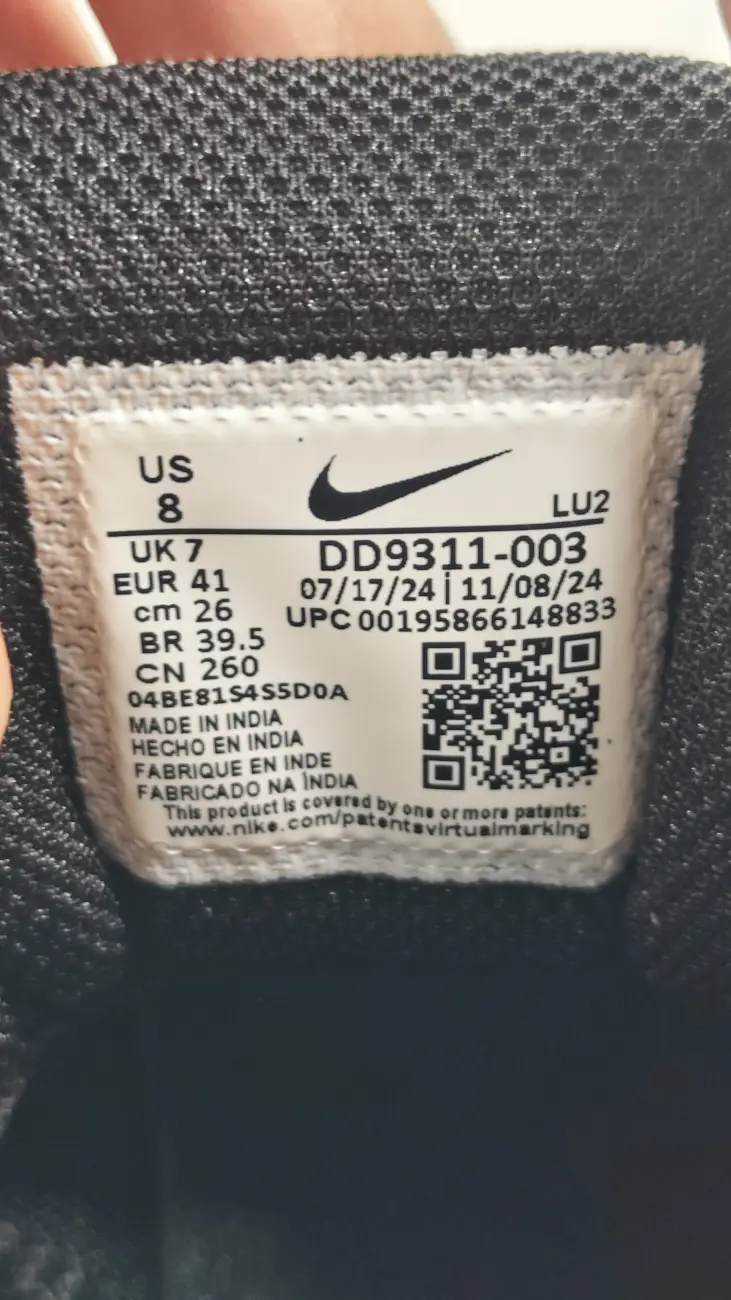 US
8
LU2
UK 7
EUR 41
cm 26
BR 39.5
CN 260
04BE81S4S5D0A
DD9311-003
07/17/24 | 11/08/24
UPC 00195866148833
MADE IN INDIA
HECHO EN INDIA
FABRIQUE EN INDE
FABRICADO NA ÍNDIA
This product is covered by one or more patents:
www.nike.com/patentsvirtualmarking